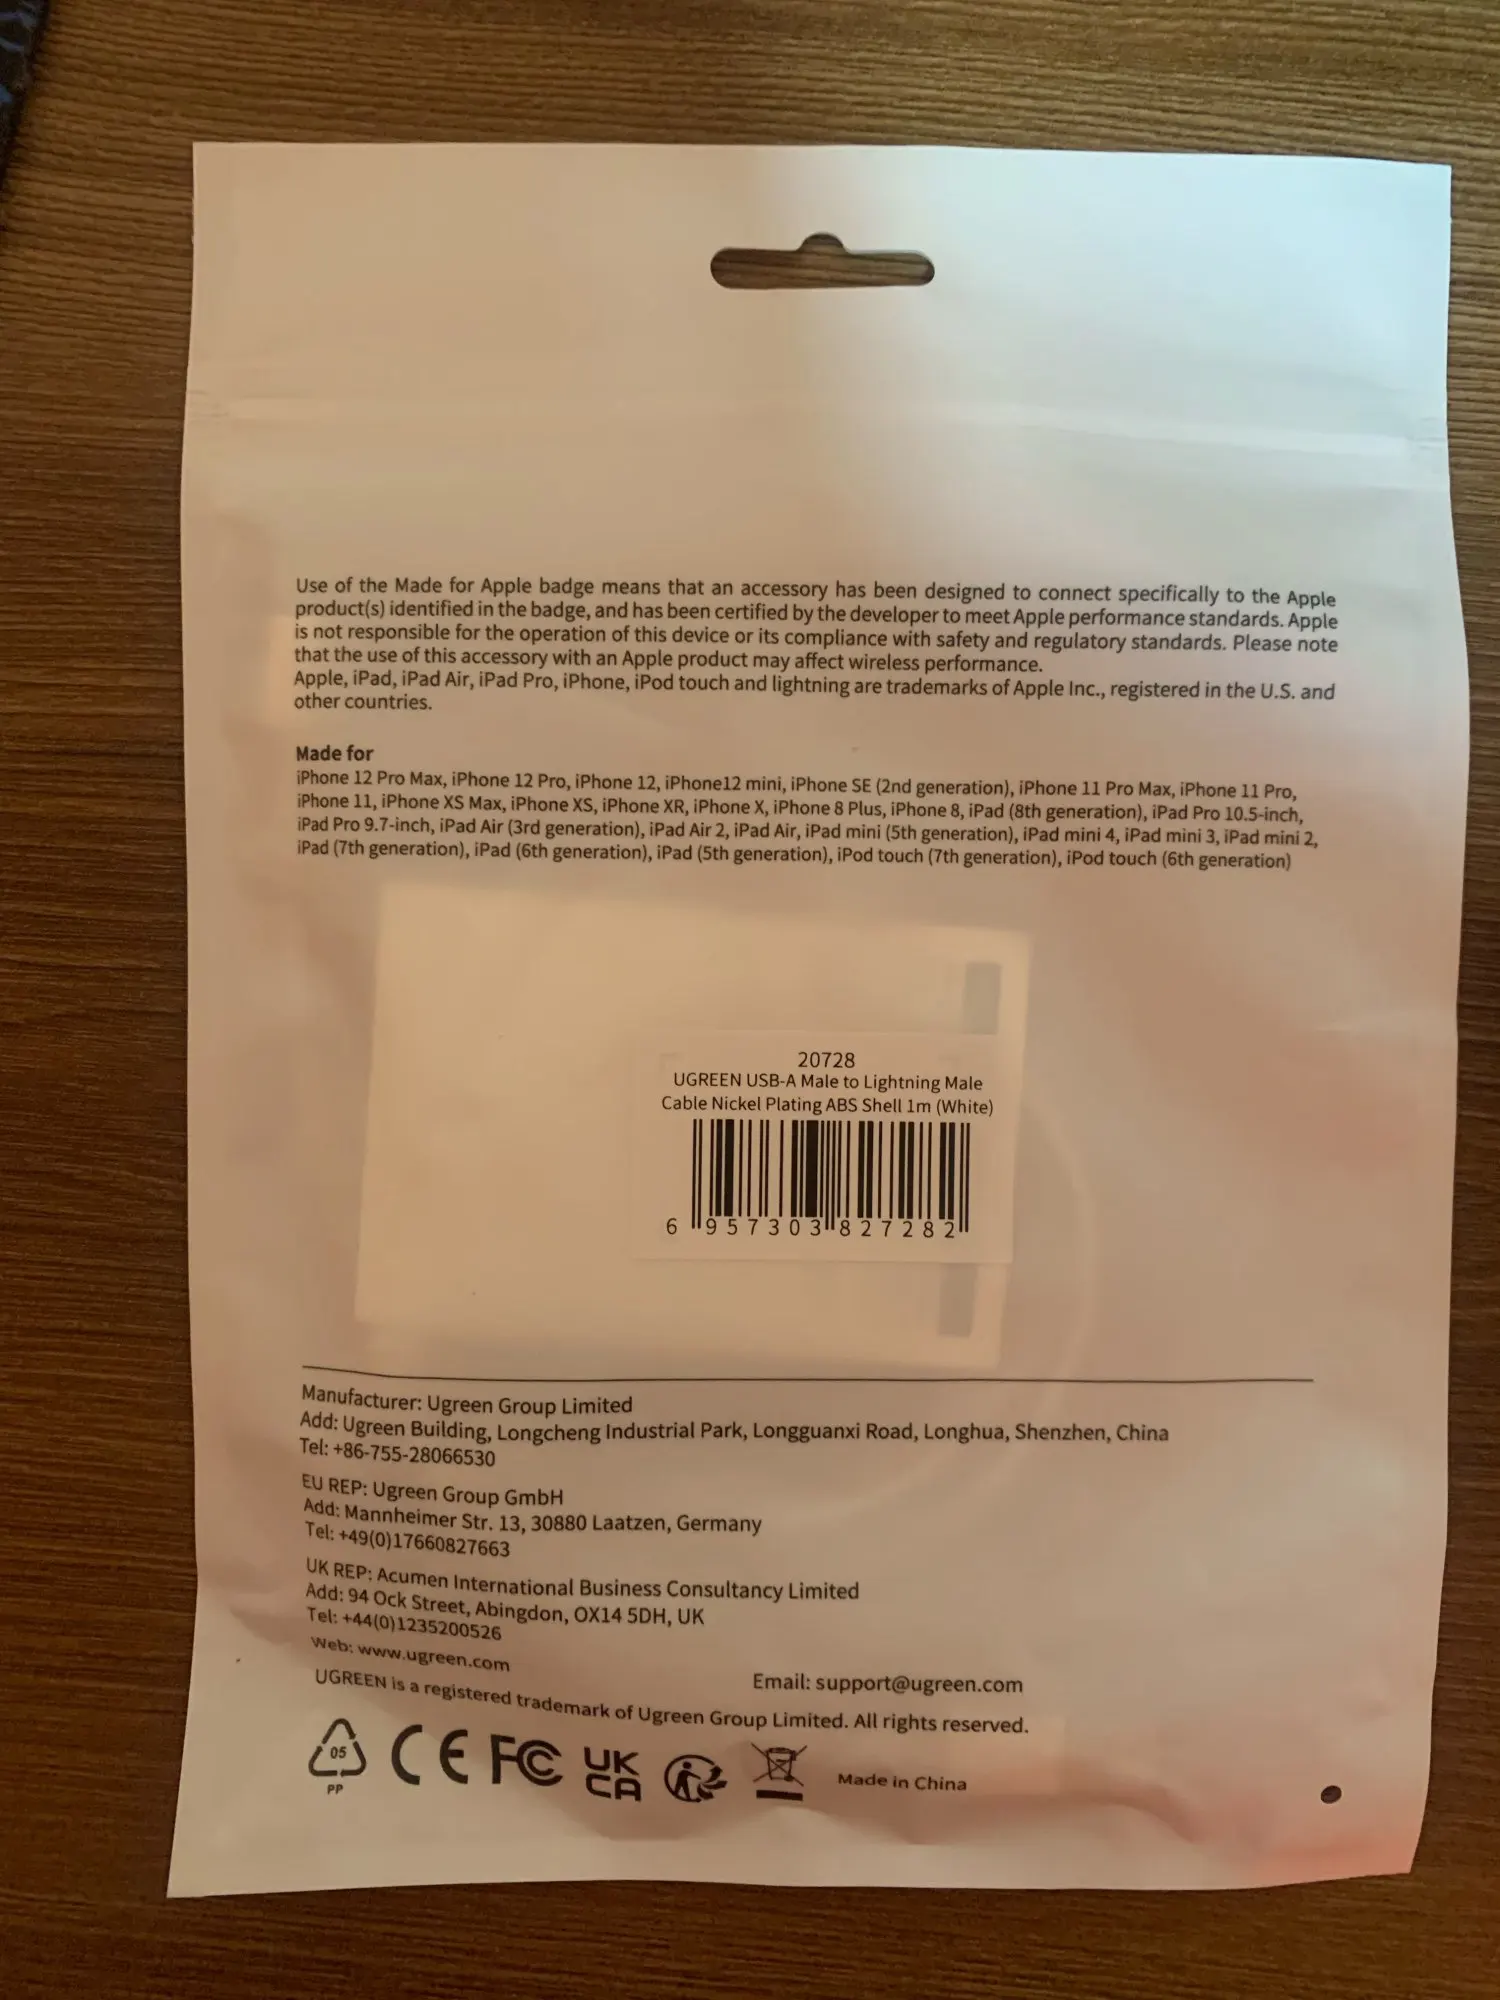 Use of the Made for Apple badge means that an accessory has been designed to connect specifically to the Apple
product(s) identified in the badge, and has been certified by the developer to meet Apple performance standards. Apple
is not responsible for the operation of this device or its compliance with safety and regulatory standards. Please note
that the use of this accessory with an Apple product may affect wireless performance.
Apple, iPad, iPad Air, iPad Pro, iPhone, iPod touch and lightning are trademarks of Apple Inc., registered in the U.S. and
other countries.
Made for
iPhone 12 Pro Max, iPhone 12 Pro, iPhone 12, iPhone12 mini, iPhone SE (2nd generation), iPhone 11 Pro Max, iPhone 11 Pro,
iPhone 11, iPhone XS Max, iPhone XS, iPhone XR, iPhone X, iPhone 8 Plus, iPhone 8, iPad (8th generation), iPad Pro 10.5-inch,
iPad Pro 9.7-inch, iPad Air (3rd generation), iPad Air 2, iPad Air, iPad mini (5th generation), iPad mini 4, iPad mini 3, iPad mini 2,
iPad (7th generation), iPad (6th generation), iPad (5th generation), iPod touch (7th generation), iPod touch (6th generation)
20728
UGREEN USB-A Male to Lightning Male
Cable Nickel Plating ABS Shell 1m (White)
6 957303 827282
Manufacturer: Ugreen Group Limited
Add: Ugreen Building, Longcheng Industrial Park, Longguanxi Road, Longhua, Shenzhen, China
Tel: +86-755-28066530
EU REP: Ugreen Group GmbH
Add: Mannheimer Str. 13, 30880 Laatzen, Germany
Tel: +49(0)17660827663
UK REP: Acumen International Business Consultancy Limited
Add: 94 Ock Street, Abingdon, OX14 5DH, UK
Tel: +44(0)1235200526
Web: www.ugreen.com Email: support@ugreen.com
UGREEN is a registered trademark of Ugreen Group Limited. All rights reserved.
05
PP
CE FC UK
CA
Made in China